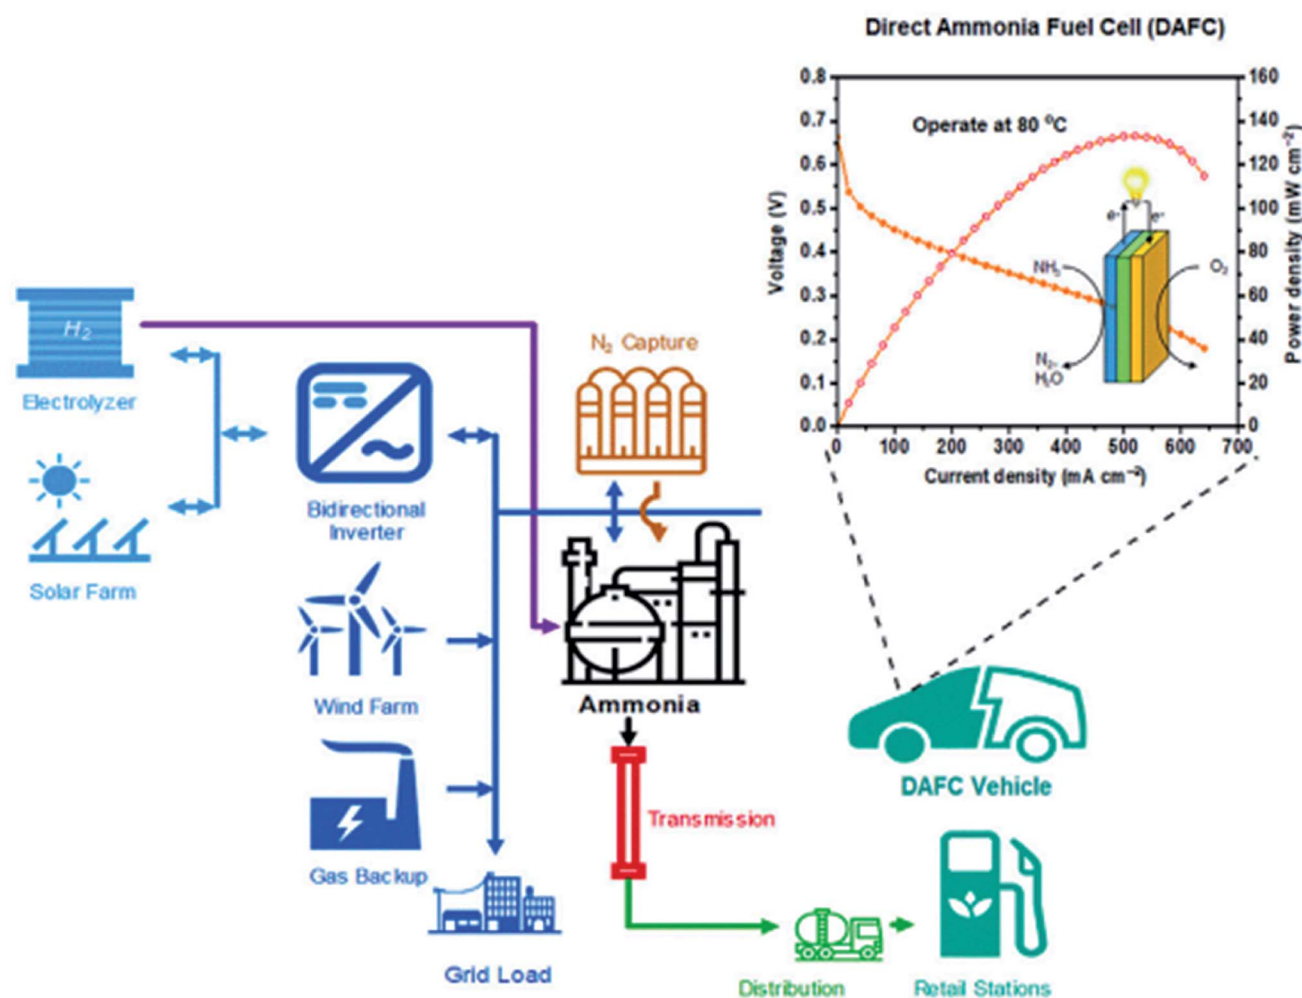 Direct Ammonia Fuel Cell (DAFC)
0.8
0.7
0.6
0.5
0.4
0.3
0.2
0.1
0.0
Voltage (V)
160
140
120
100
80
60
40
20
0
Power density (mW cm⁻²)
Operate at 80 °C
e⁻
e⁻
NH₃
O₂
N₂,
H₂O
0 100 200 300 400 500 600 700
Current density (mA cm⁻²)
H₂
Electrolyzer
N₂ Capture
Bidirectional
Inverter
Solar Farm
Wind Farm
Ammonia
Gas Backup
Transmission
DAFC Vehicle
Grid Load
Distribution
Retail Stations